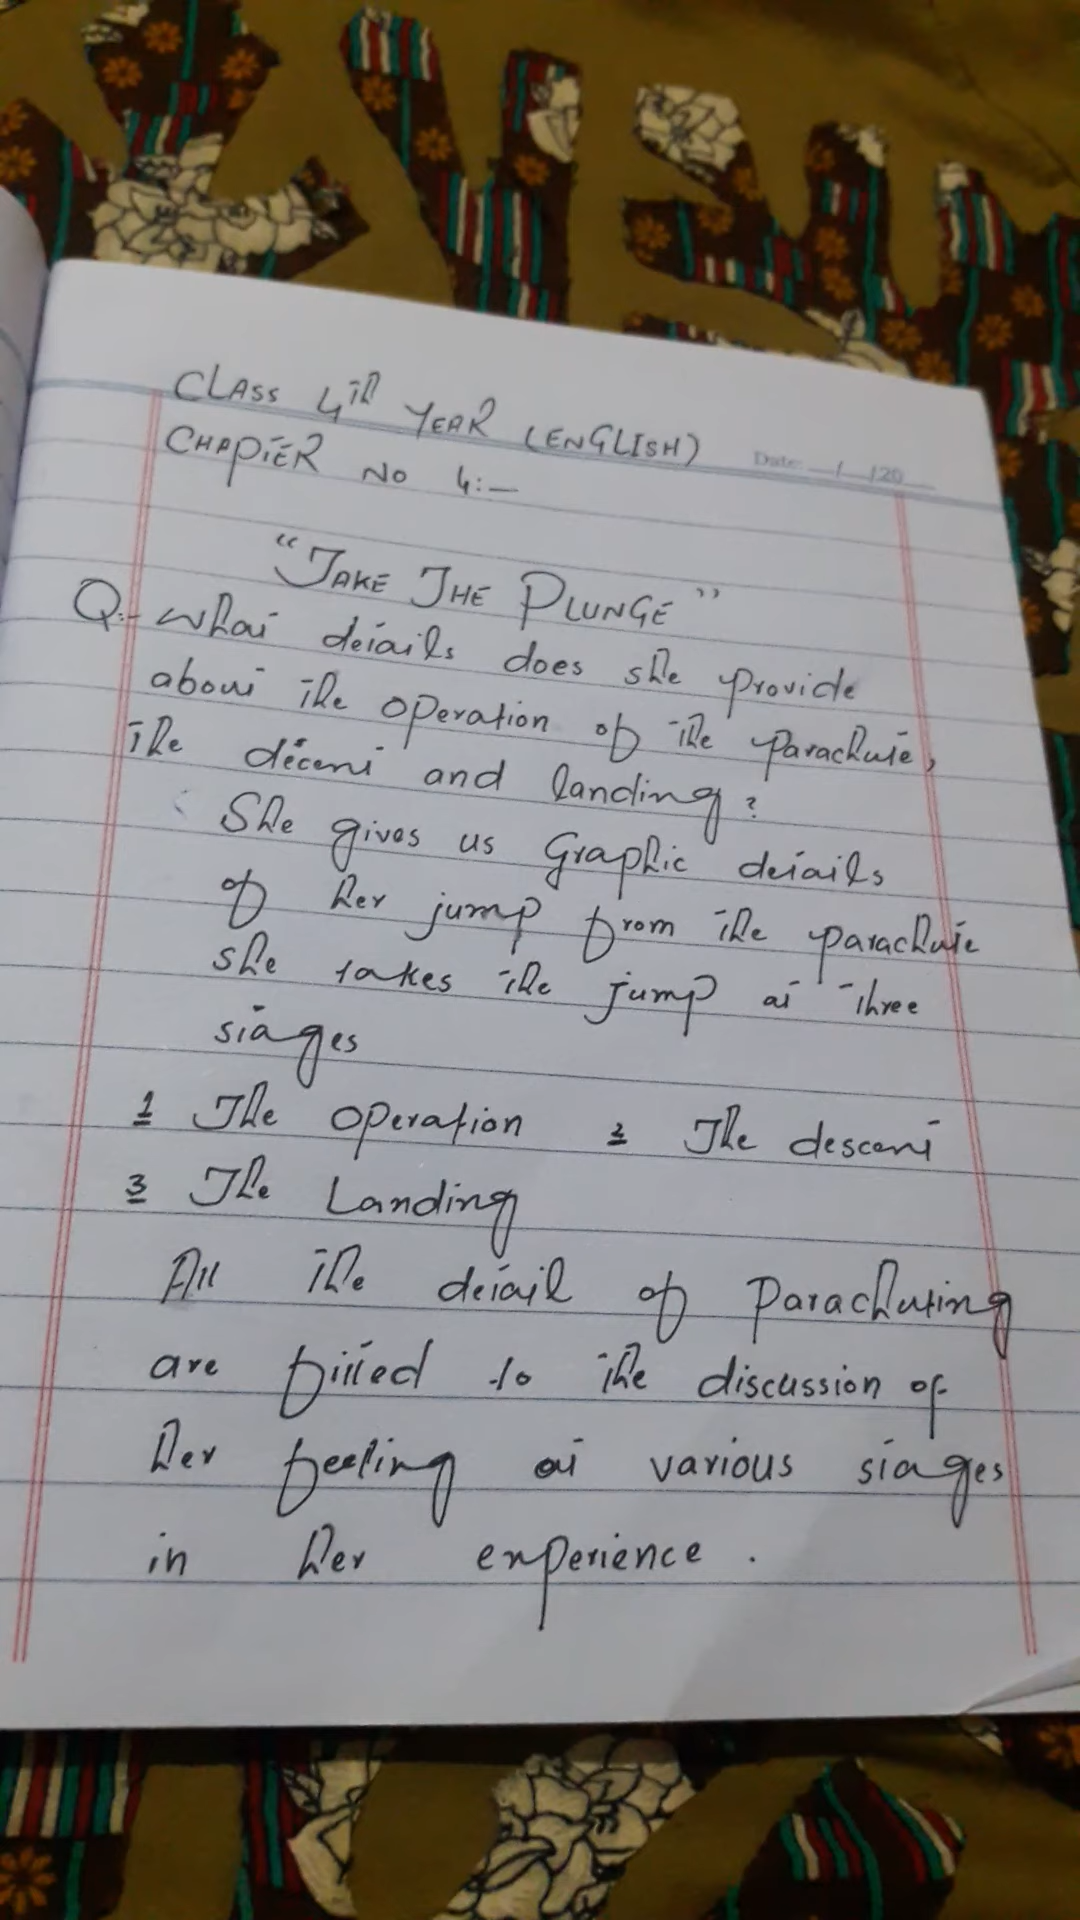 CLASS 4th YEAR (ENGLISH)
Date: __/__/20__
CHAPTER NO 4:-
"TAKE THE PLUNGE"
Q:- What details does she provide
about the operation of the parachute,
the decent and landing?
She gives us Graphic details
of her jump from the parachute
she takes the jump at three
stages
1 The operation 2 The descent
3 The Landing
All the detail of Parachuting
are fitted to the discussion of
her feeling at various stages
in her experience.